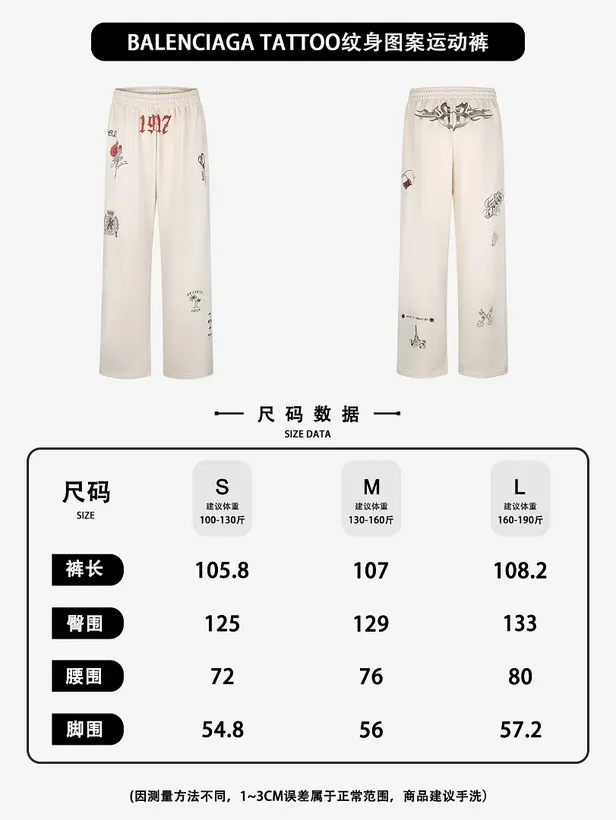 BALENCIAGA TATTOO纹身图案运动裤
1917
尺码数据
SIZE DATA
尺码
SIZE
S
建议体重
100-130斤
M
建议体重
130-160斤
L
建议体重
160-190斤
裤长 105.8 107 108.2
臀围 125 129 133
腰围 72 76 80
脚围 54.8 56 57.2
(因测量方法不同，1~3CM误差属于正常范围，商品建议手洗)